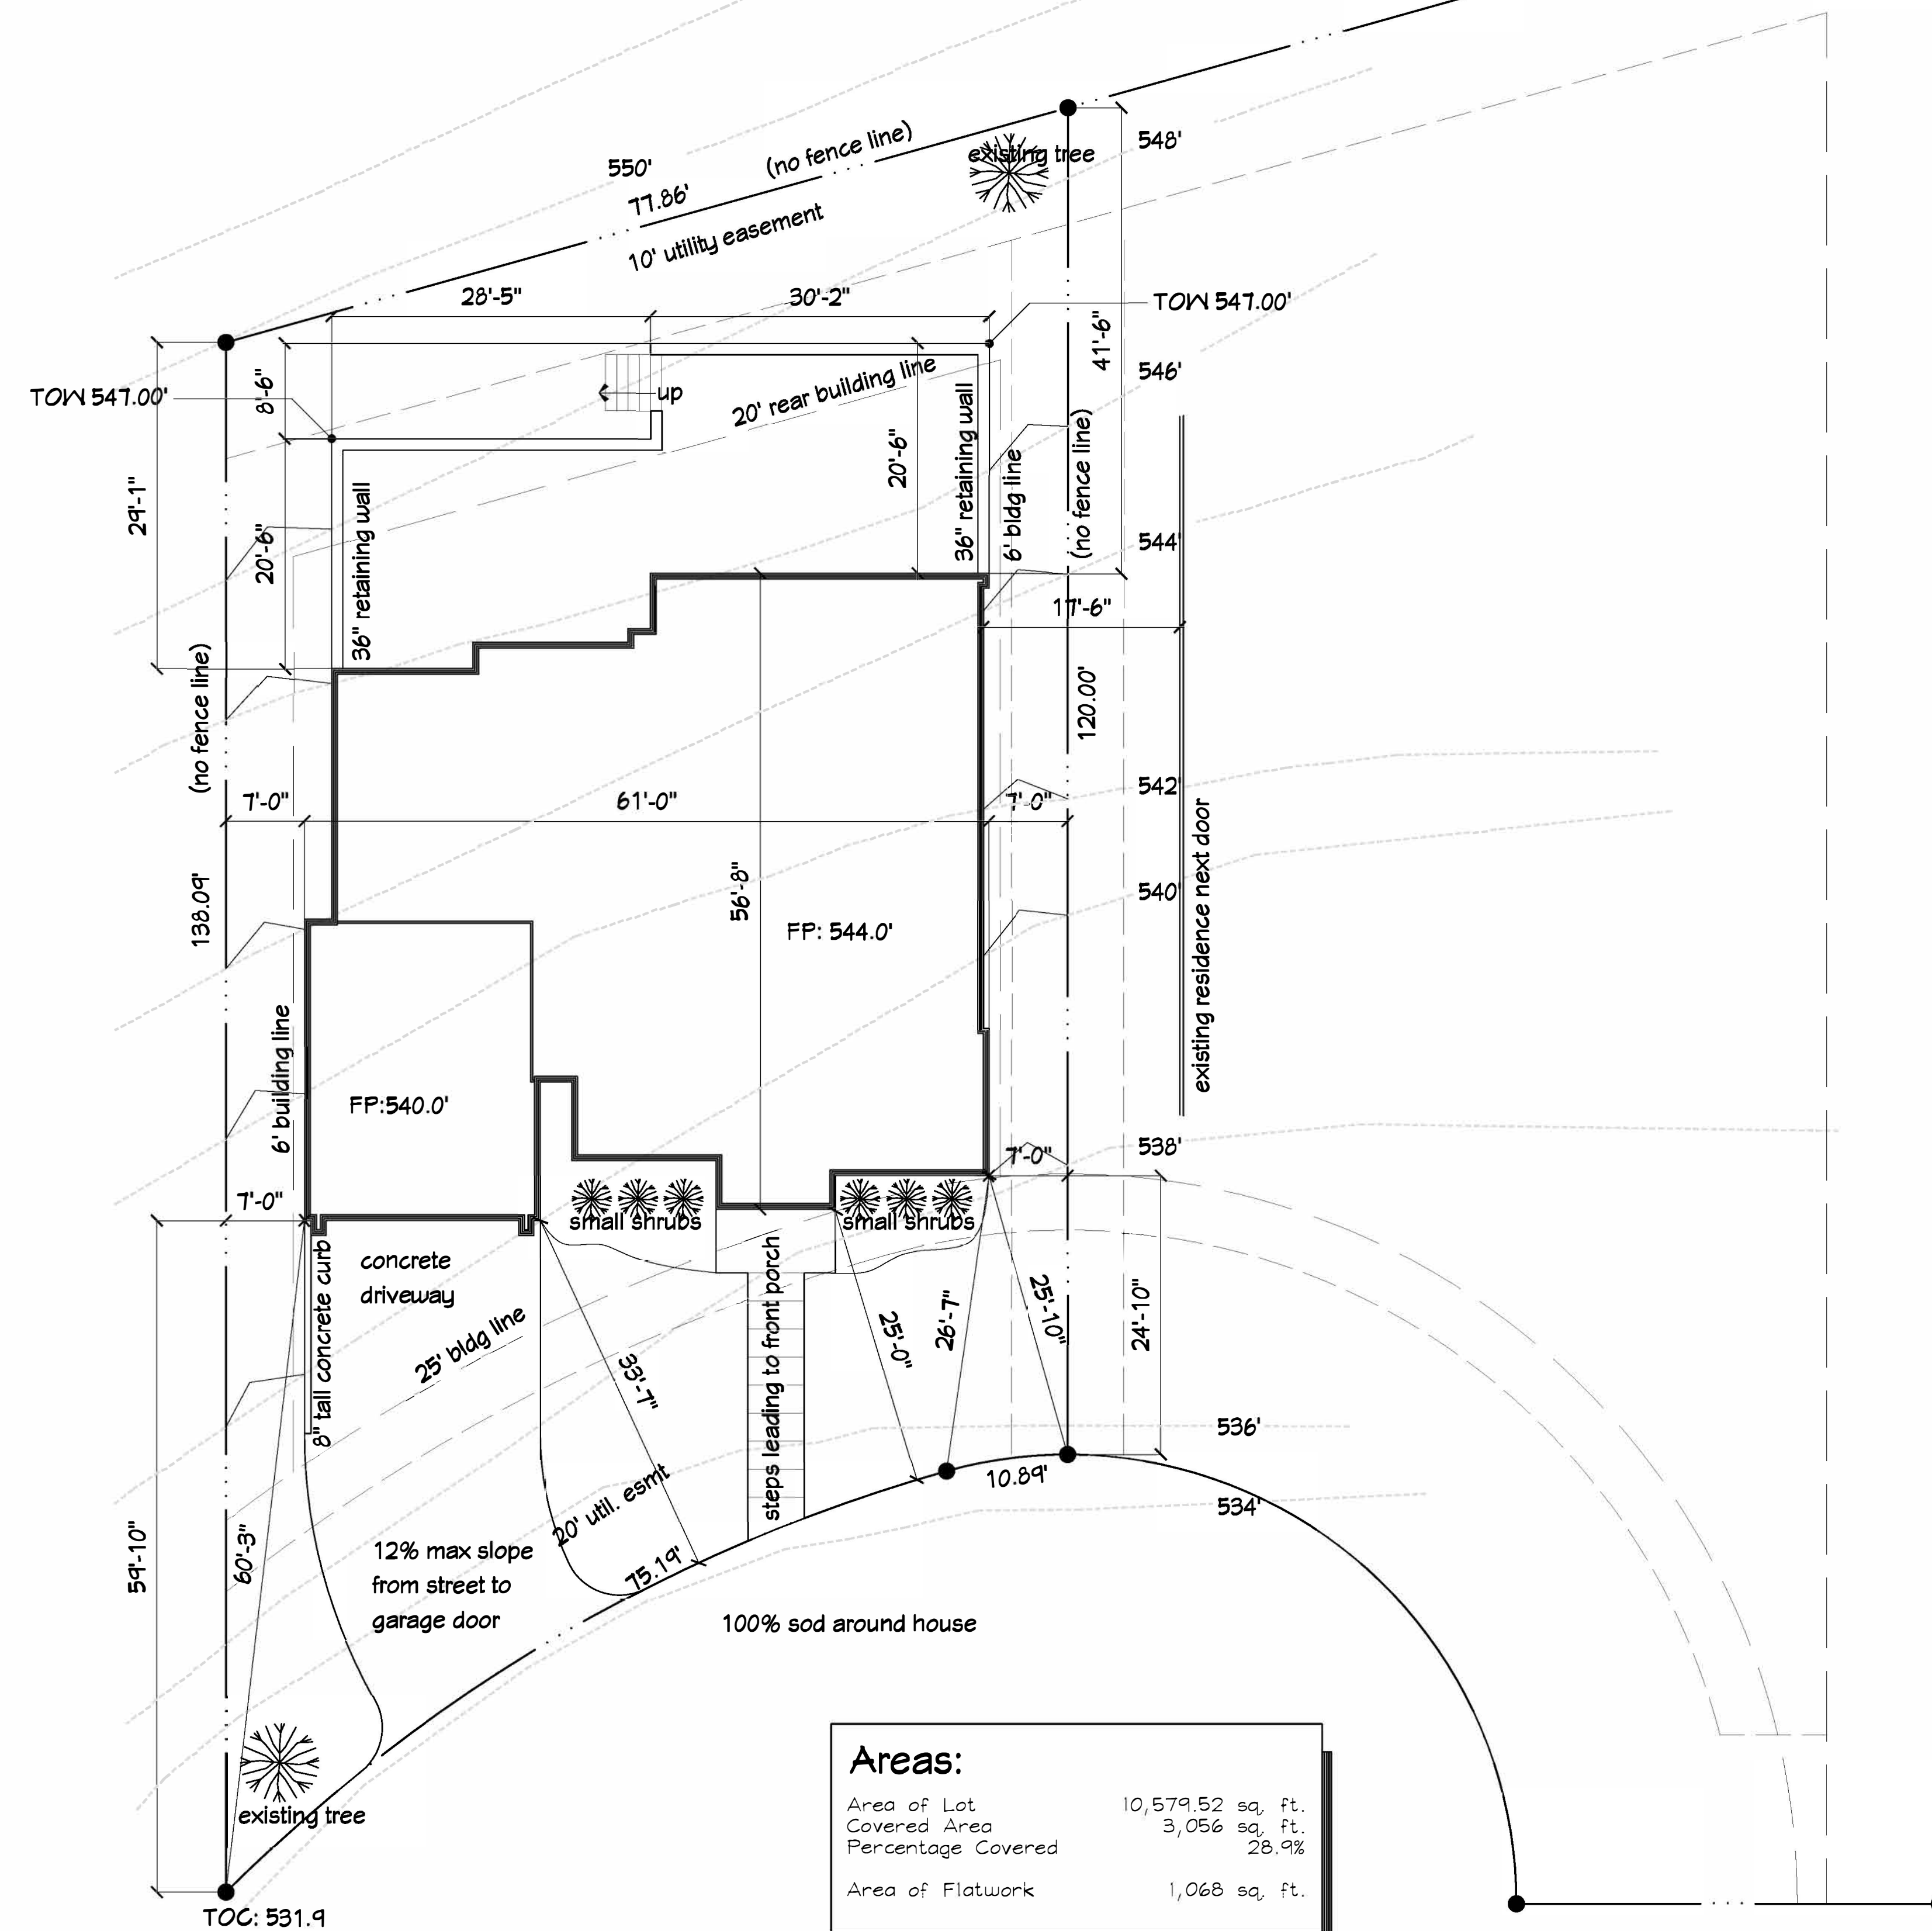 (no fence line)
existing tree
548'
550'
77.86'
10' utility easement
28'-5"
30'-2"
TOW 547.00'
41'-6"
546'
TOW 547.00'
8'-6"
up
20' rear building line
20'-6"
36" retaining wall
6' bldg line
(no fence line)
29'-1"
20'-6"
36" retaining wall
544'
17'-6"
(no fence line)
120.00'
7'-0"
61'-0"
7'-0"
542'
138.09'
56'-8"
FP: 544.0'
540'
existing residence next door
6' building line
FP:540.0'
538'
7'-0"
7'-0"
small shrubs
small shrubs
8" tall concrete curb
concrete
driveway
25' bldg line
33'-7"
steps leading to front porch
25'-0"
26'-7"
25'-10"
24'-10"
536'
10.89'
534'
59'-10"
60'-3"
20' util. esmt
75.19'
12% max slope
from street to
garage door
100% sod around house
existing tree
TOC: 531.9
Areas:
Area of Lot 10,579.52 sq. ft.
Covered Area 3,056 sq. ft.
Percentage Covered 28.9%
Area of Flatwork 1,068 sq. ft.